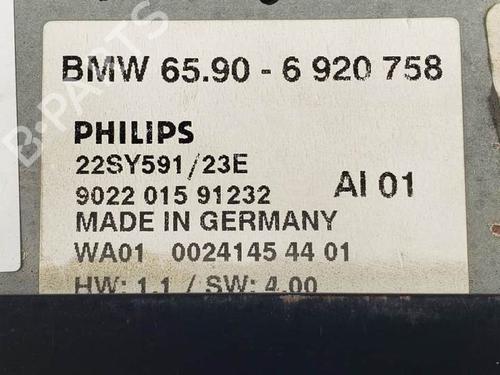 BMW 65.90 - 6 920 758
PHILIPS
22SY591/23E
9022 015 91232 AI 01
MADE IN GERMANY
WA01 0024145 44 01
HW: 1.1 / SW: 4.00
B-PARTS